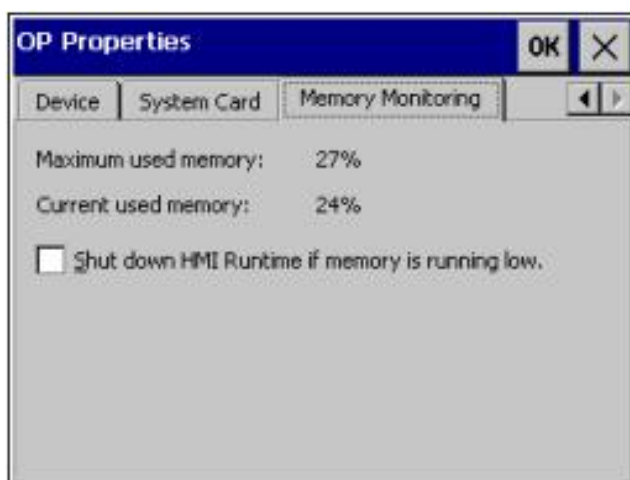 OP Properties OK
Device System Card Memory Monitoring
Maximum used memory: 27%
Current used memory: 24%
Shut down HMI Runtime if memory is running low.